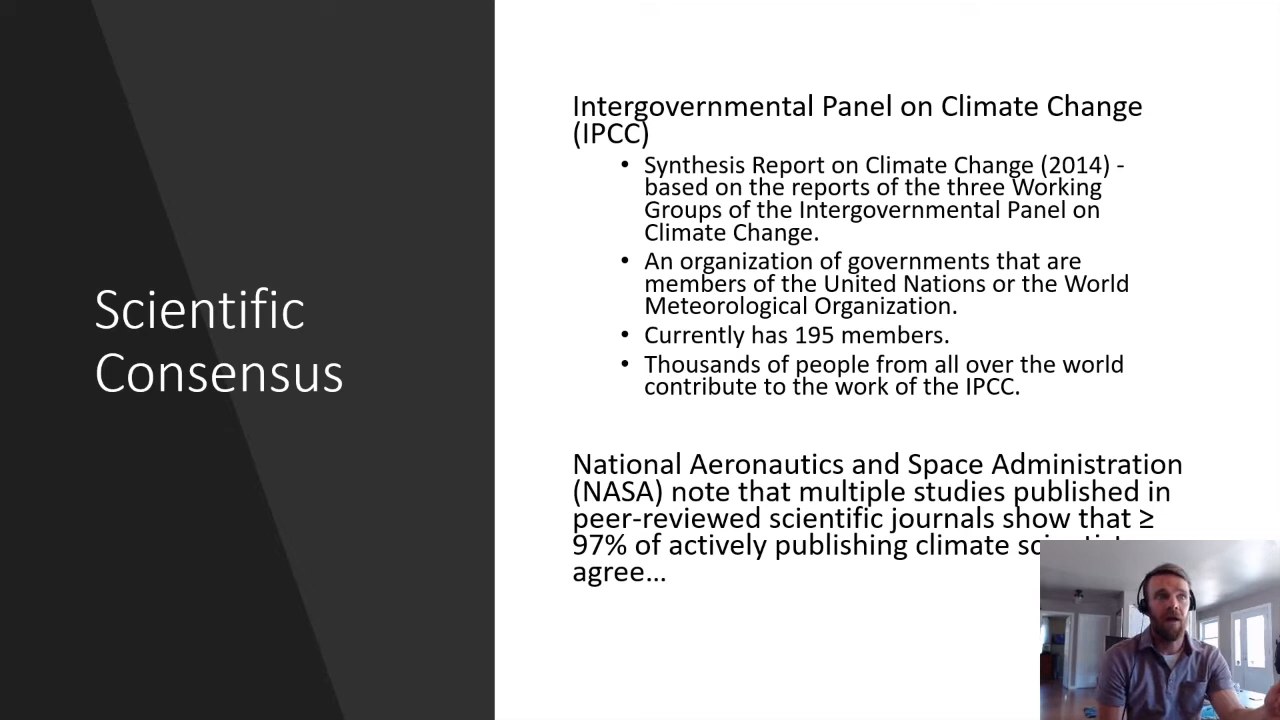 Scientific
Consensus
Intergovernmental Panel on Climate Change
(IPCC)
• Synthesis Report on Climate Change (2014) -
based on the reports of the three Working
Groups of the Intergovernmental Panel on
Climate Change.
• An organization of governments that are
members of the United Nations or the World
Meteorological Organization.
• Currently has 195 members.
• Thousands of people from all over the world
contribute to the work of the IPCC.
National Aeronautics and Space Administration
(NASA) note that multiple studies published in
peer-reviewed scientific journals show that ≥
97% of actively publishing climate
agree...